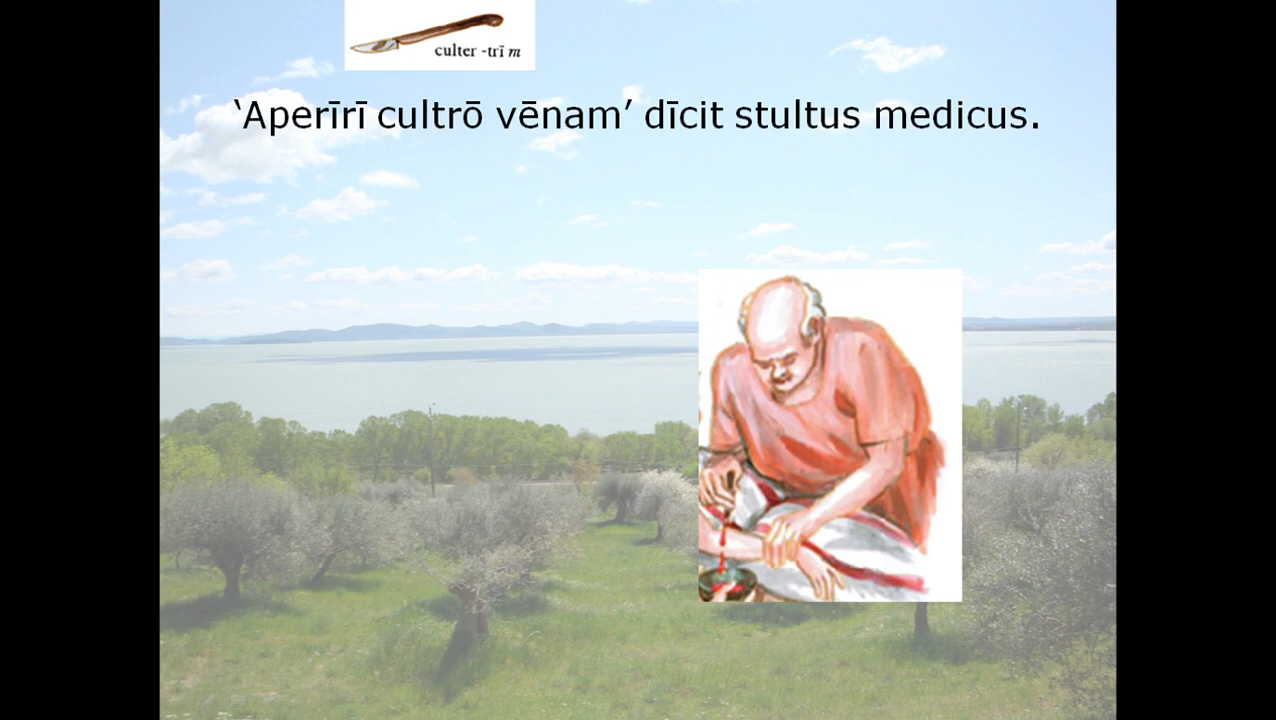 culter -trī m
‘Aperīrī cultrō vēnam’ dīcit stultus medicus.